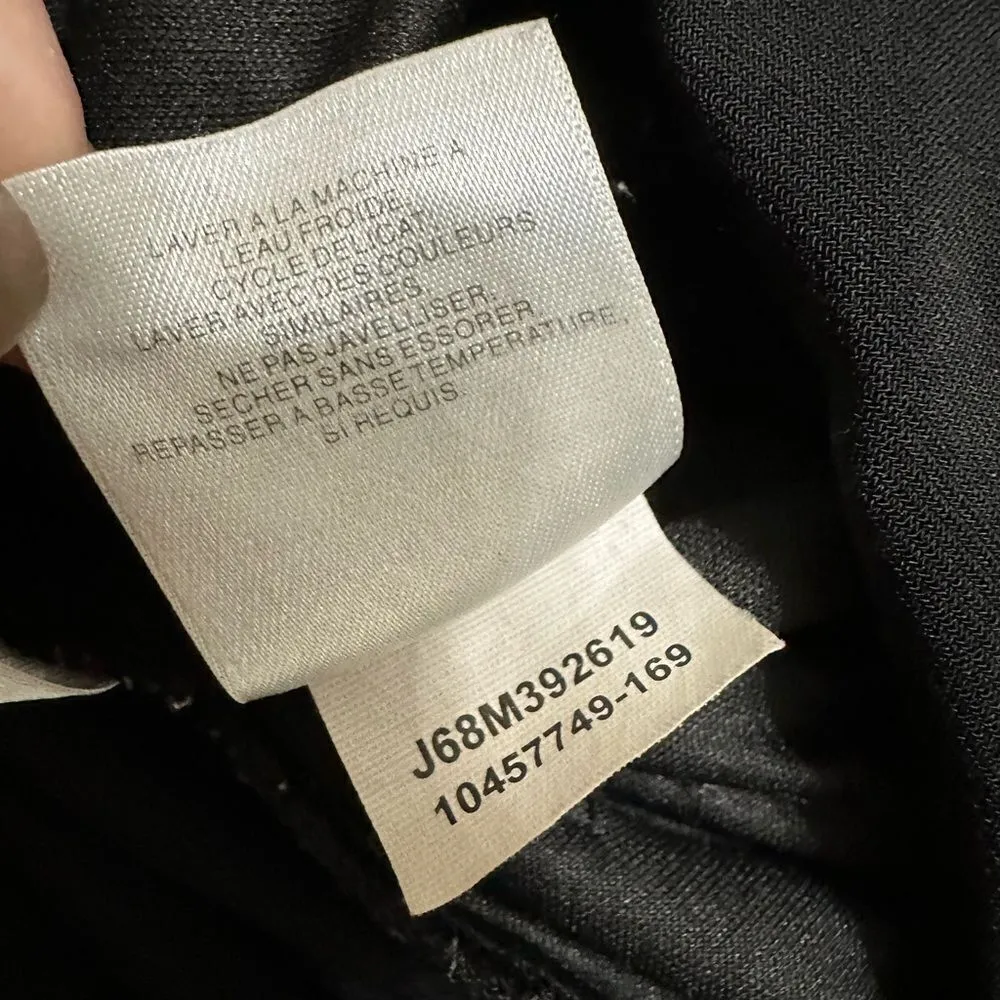 LAVER A LA MACHINE A
L'EAU FROIDE.
CYCLE DELICAT.
LAVER AVEC DES COULEURS
SIMILAIRES.
NE PAS JAVELLISER.
SECHER SANS ESSORER
REPASSER A BASSE TEMPERATURE,
SI REQUIS.
J68M392619
10457749-169